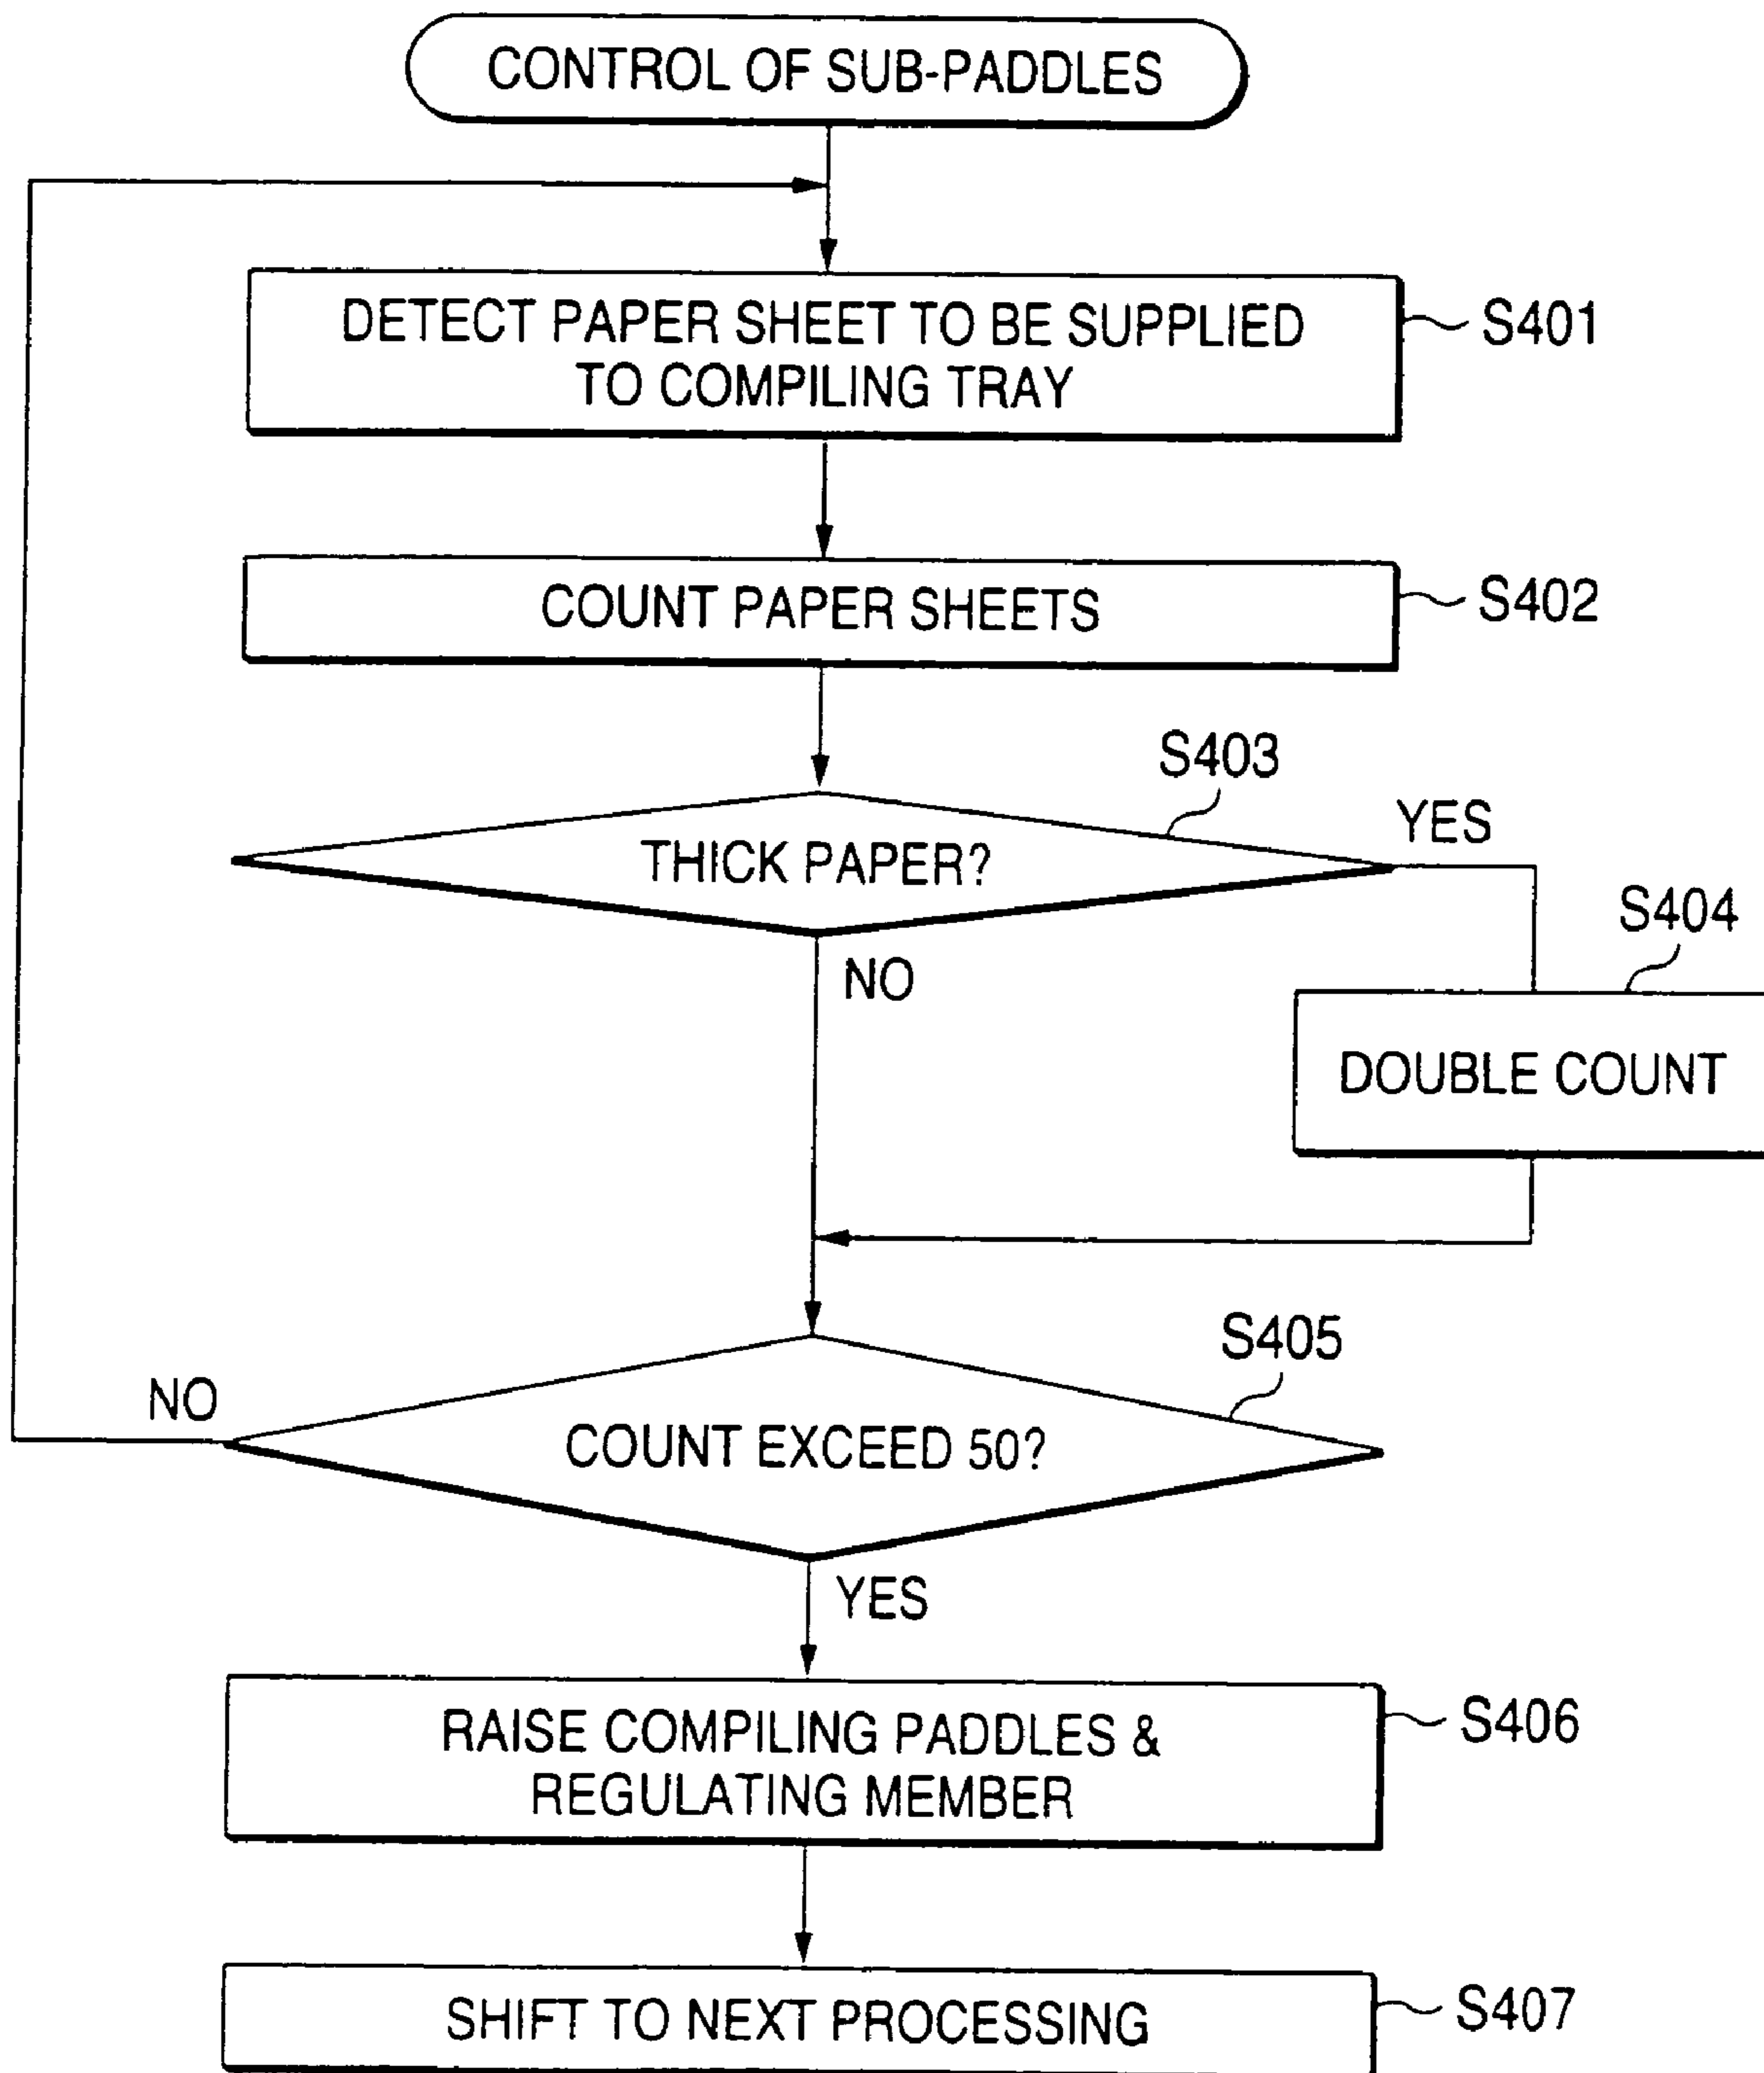 CONTROL OF SUB-PADDLES
DETECT PAPER SHEET TO BE SUPPLIED
TO COMPILING TRAY
S401
COUNT PAPER SHEETS
S402
S403
THICK PAPER?
YES
NO
S404
DOUBLE COUNT
S405
NO
COUNT EXCEED 50?
YES
RAISE COMPILING PADDLES &
REGULATING MEMBER
S406
SHIFT TO NEXT PROCESSING
S407